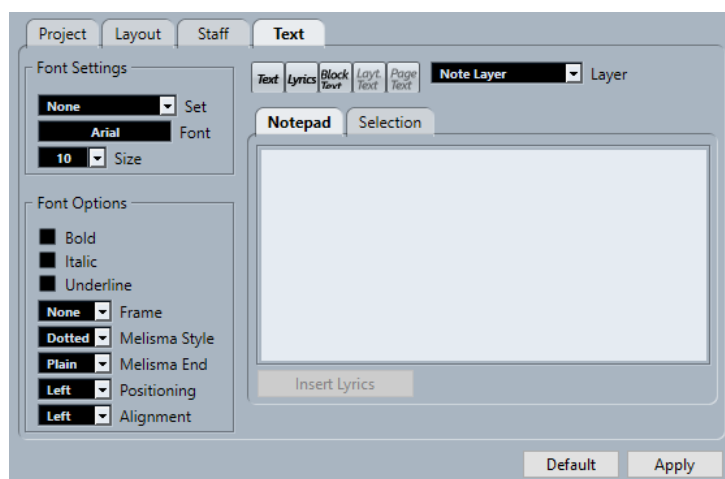 Project Layout Staff Text
Font Settings
None Set
Arial Font
10 Size
Font Options
Bold
Italic
Underline
None Frame
Dotted Melisma Style
Plain Melisma End
Left Positioning
Left Alignment
Text Lyrics Block Text Layt. Text Page Text Note Layer Layer
Notepad Selection
Insert Lyrics
Default Apply